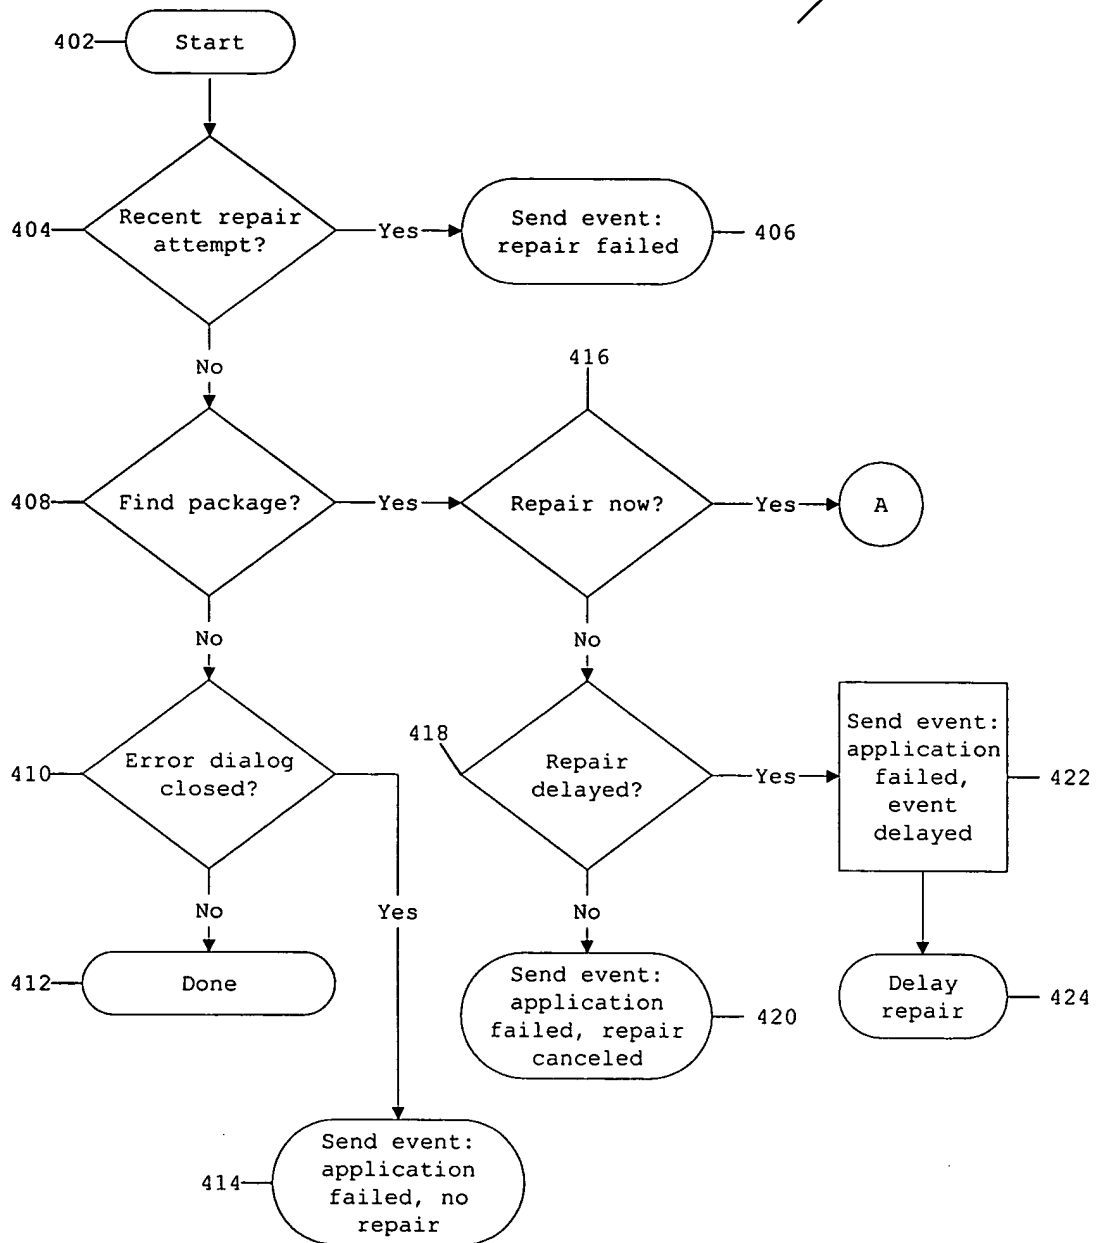 402
Start
404
Recent repair
attempt?
Yes
Send event:
repair failed
406
No
416
408
Find package?
Yes
Repair now?
Yes
A
No
No
410
Error dialog
closed?
418
Repair
delayed?
Yes
Send event:
application
failed,
event
delayed
422
No
Yes
No
412
Done
Send event:
application
failed, repair
canceled
420
Delay
repair
424
414
Send event:
application
failed, no
repair